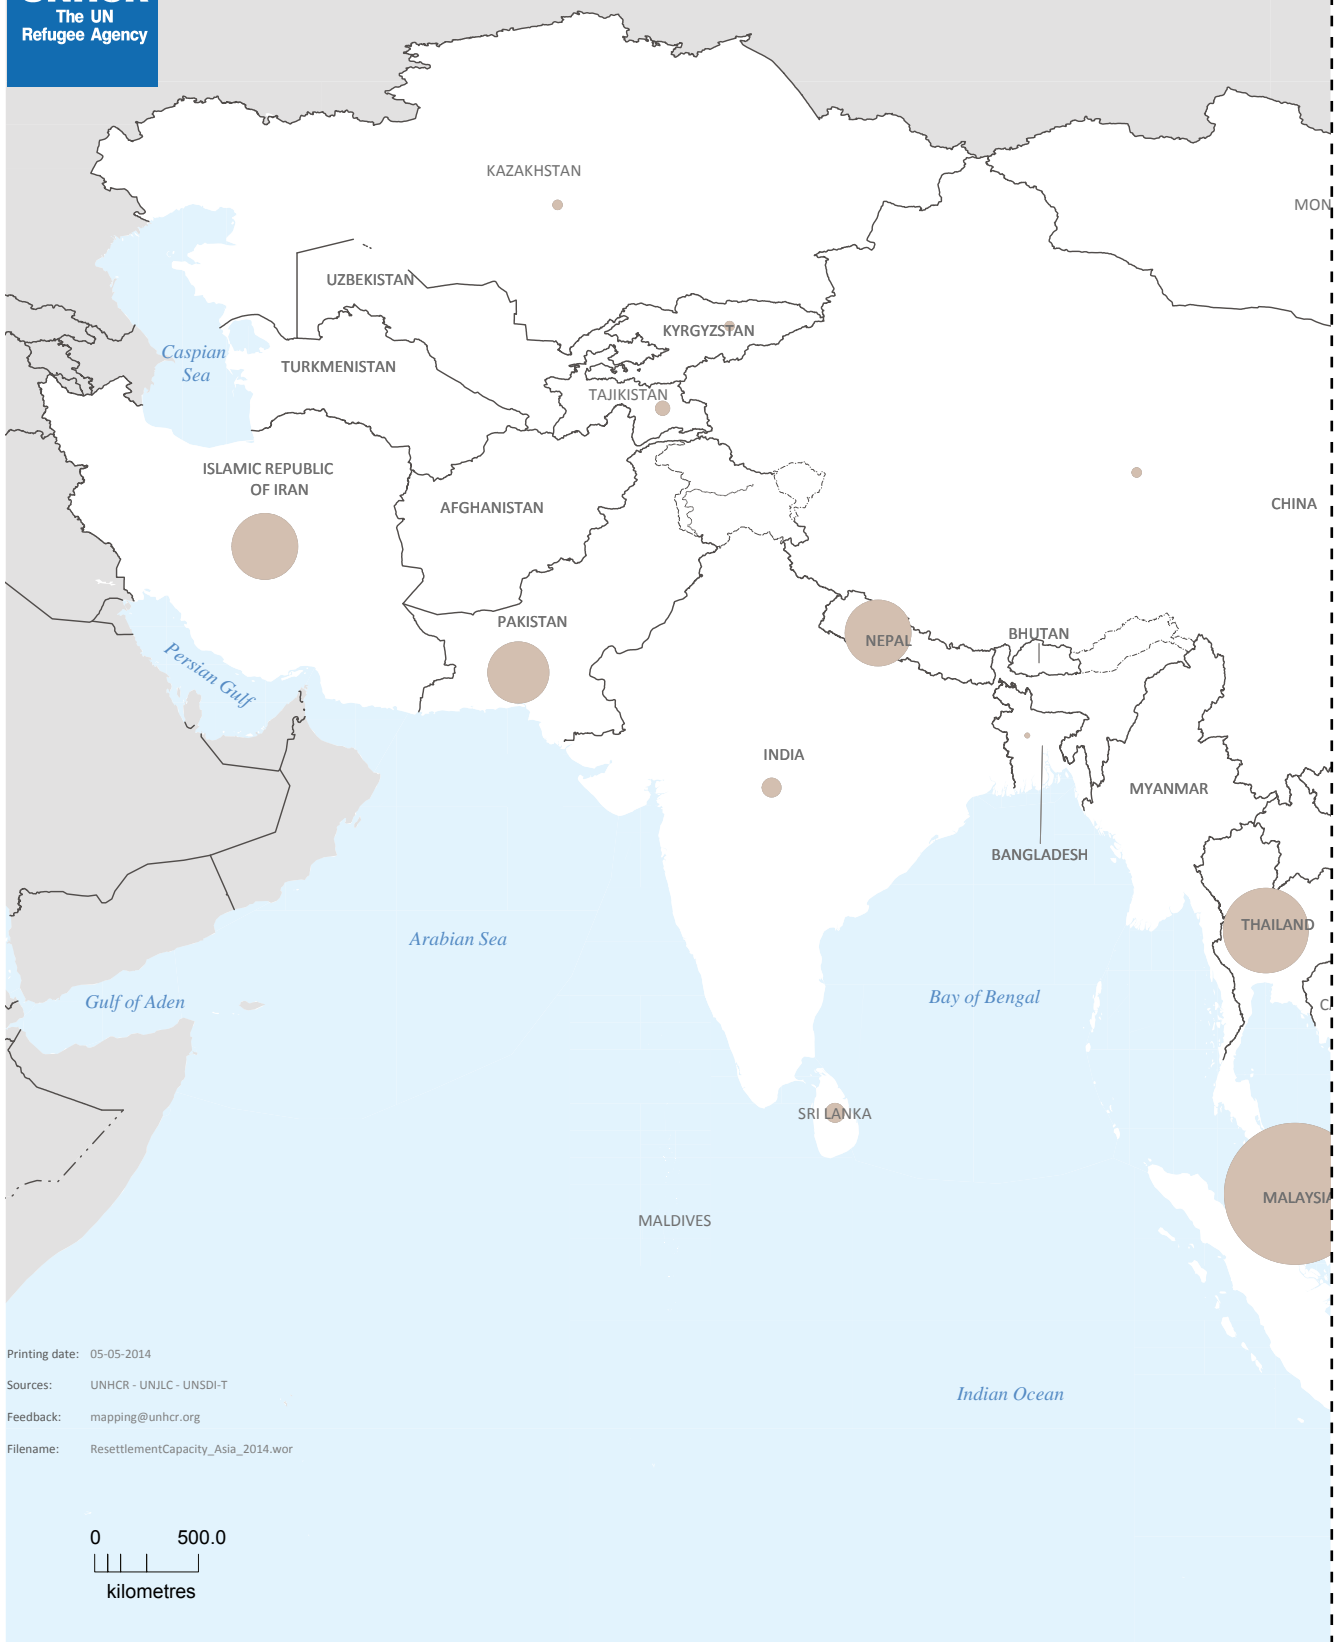 The UN
Refugee Agency
KAZAKHSTAN
MON
UZBEKISTAN
KYRGYZSTAN
Caspian
Sea
TURKMENISTAN
TAJIKISTAN
ISLAMIC REPUBLIC
OF IRAN
AFGHANISTAN
CHINA
PAKISTAN
NEPAL
BHUTAN
Persian Gulf
INDIA
MYANMAR
BANGLADESH
THAILAND
Arabian Sea
Gulf of Aden
Bay of Bengal
SRI LANKA
MALAYSIA
MALDIVES
Printing date: 05-05-2014
Sources: UNHCR - UNJLC - UNSDI-T
Feedback: mapping@unhcr.org
Filename: ResettlementCapacity_Asia_2014.wor
Indian Ocean
0 500.0
kilometres